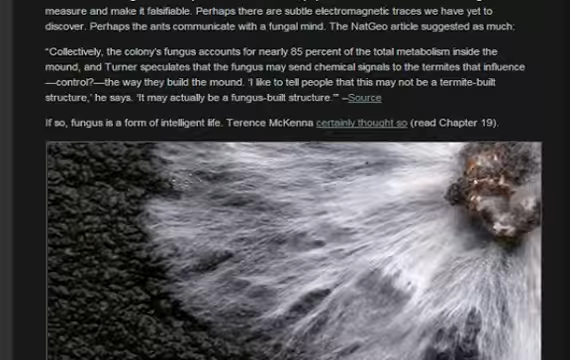 measure and make it falsifiable. Perhaps there are subtle electromagnetic traces we have yet to
discover. Perhaps the ants communicate with a fungal mind. The NatGeo article suggested as much:
“Collectively, the colony’s fungus accounts for nearly 85 percent of the total metabolism inside the
mound, and Turner speculates that the fungus may send chemical signals to the termites that influence
—control?—the way they build the mound. ‘I like to tell people that this may not be a termite-built
structure,’ he says. ‘It may actually be a fungus-built structure.’” –Source
If so, fungus is a form of intelligent life. Terence McKenna certainly thought so (read Chapter 19).